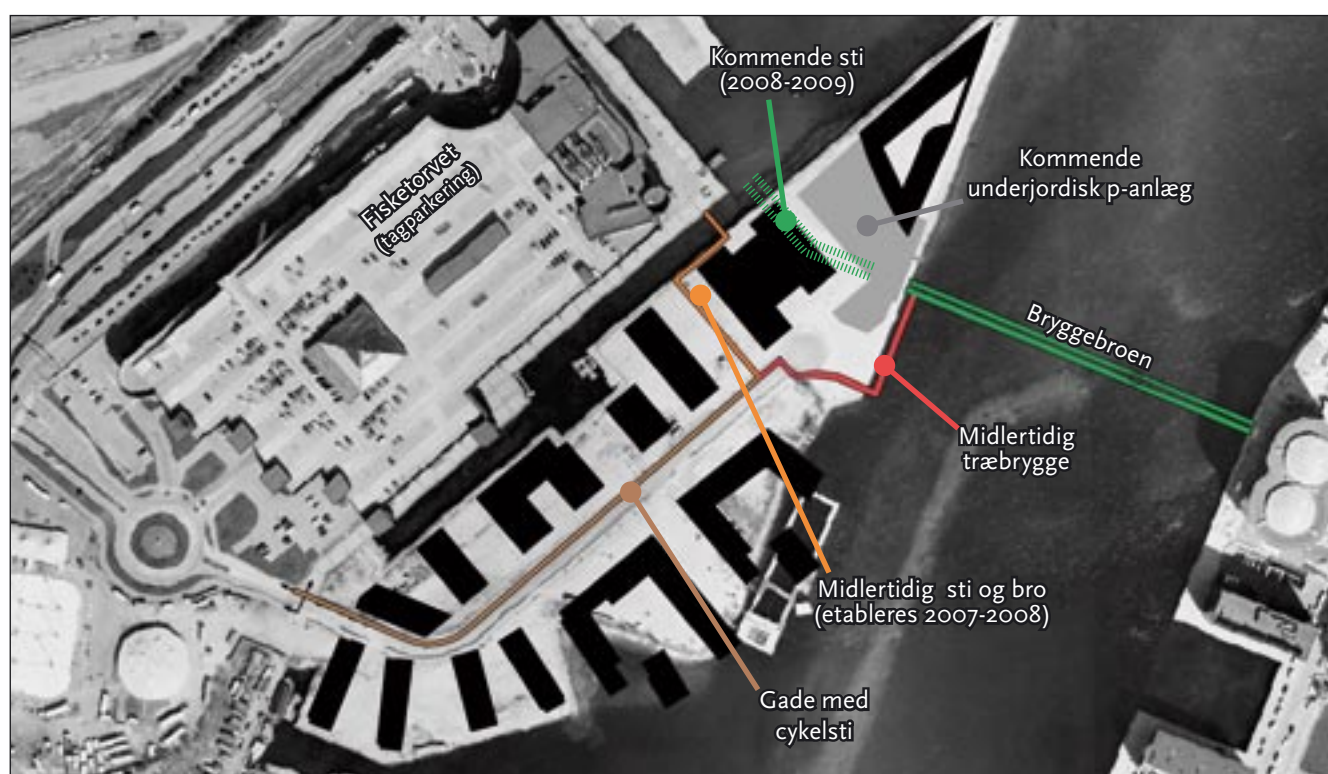 Kommende sti
(2008-2009)
Fisketorvet
(tagparkering)
Kommende
underjordisk p-anlæg
Bryggebroen
Midlertidig
træbrygge
Midlertidig sti og bro
(etableres 2007-2008)
Gade med
cykelsti